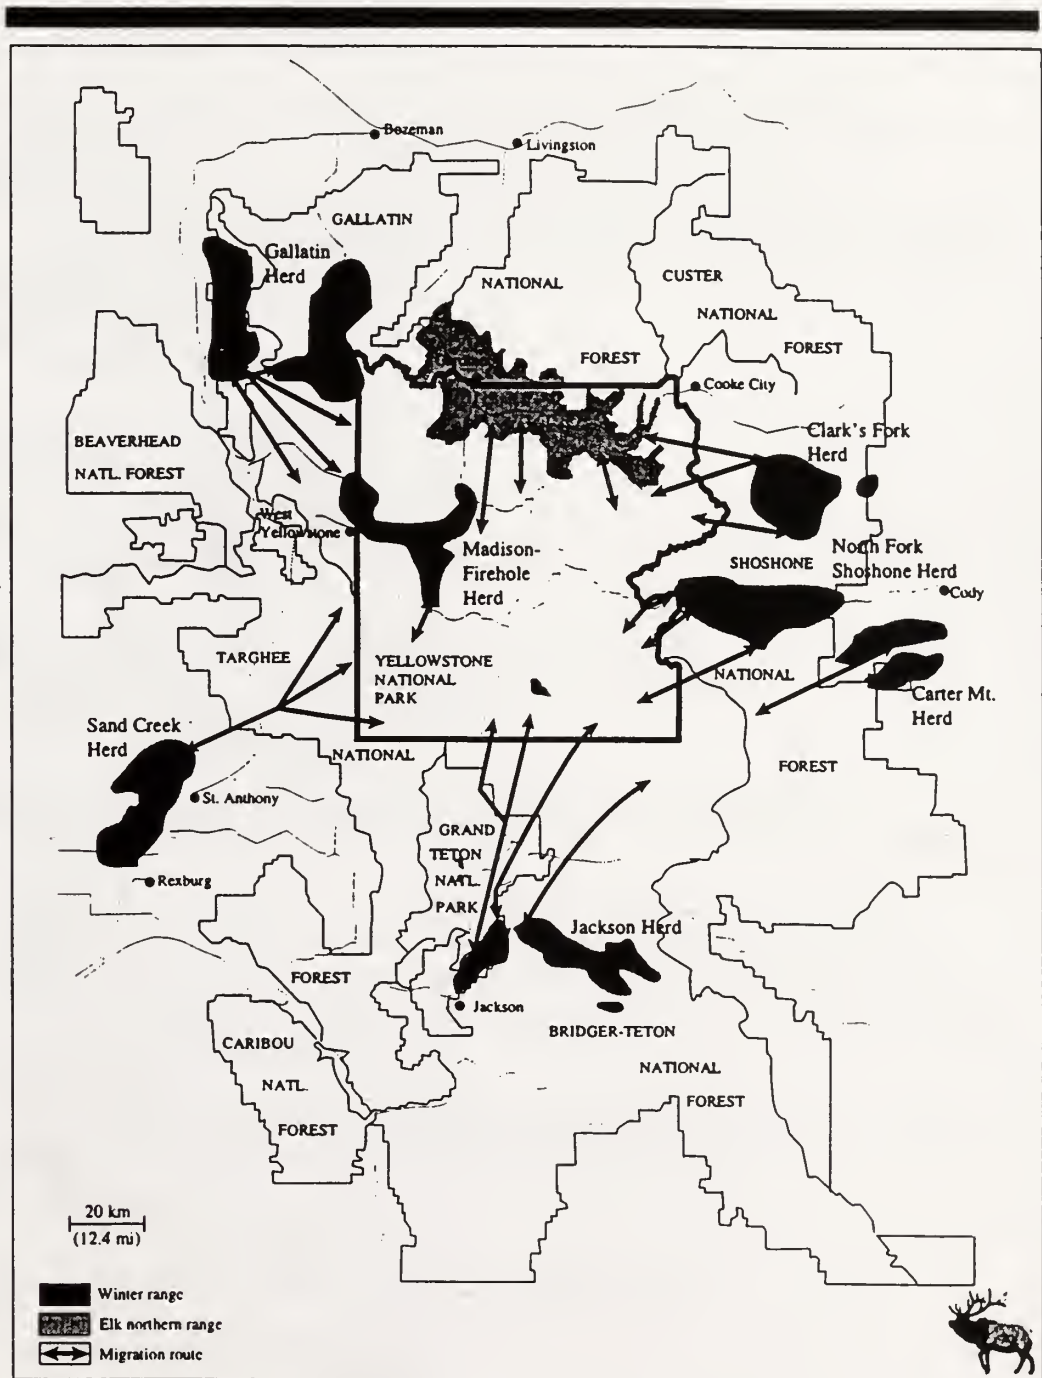 Bozeman
Livingston
GALLATIN
Gallatin
Herd
NATIONAL
CUSTER
NATIONAL
FOREST
FOREST
Cooke City
BEAVERHEAD
NATL. FOREST
Clark's Fork
Herd
West
Yellowstone
Madison-
Firehole
Herd
North Fork
Shoshone Herd
SHOSHONE
Cody
TARGHEE
YELLOWSTONE
NATIONAL
PARK
NATIONAL
Carter Mt.
Herd
Sand Creek
Herd
NATIONAL
FOREST
St. Anthony
GRAND
TETON
NATL.
PARK
Rexburg
Jackson Herd
FOREST
Jackson
BRIDGER-TETON
CARIBOU
NATL.
FOREST
NATIONAL
FOREST
20 km
(12.4 mi)
Winter range
Elk northern range
Migration route